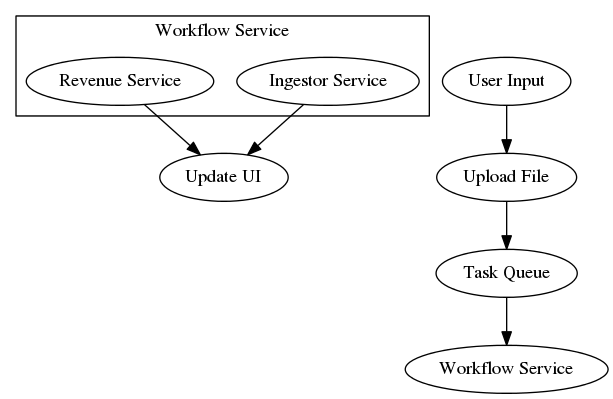 Workflow Service
Revenue Service
Ingestor Service
User Input
Update UI
Upload File
Task Queue
Workflow Service